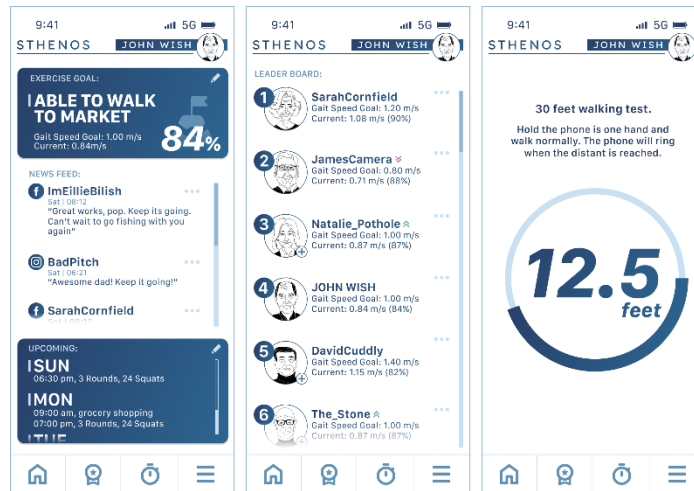 9:41
5G
STHENOS
JOHN WISH
EXERCISE GOAL:
ABLE TO WALK
TO MARKET
Gait Speed Goal: 1.00 m/s
Current: 0.84m/s
84%
NEWS FEED:
ImEillieBilish
Sat | 08:12
“Great works, pop. Keep its going.
Can't wait to go fishing with you
again”
BadPitch
Sat | 06:21
“Awesome dad! Keep it going!”
SarahCornfield
UPCOMING:
SUN
06:30 pm, 3 Rounds, 24 Squats
MON
09:00 am, grocery shopping
07:00 pm, 3 Rounds, 24 Squats
TUE
9:41
5G
STHENOS
JOHN WISH
LEADER BOARD:
1
SarahCornfield
Gait Speed Goal: 1.20 m/s
Current: 1.08 m/s (90%)
2
JamesCamera
Gait Speed Goal: 0.80 m/s
Current: 0.71 m/s (88%)
3
Natalie_Pothole
Gait Speed Goal: 1.00 m/s
Current: 0.87 m/s (87%)
4
JOHN WISH
Gait Speed Goal: 1.00 m/s
Current: 0.84 m/s (84%)
5
DavidCuddly
Gait Speed Goal: 1.40 m/s
Current: 1.15 m/s (82%)
6
The_Stone
Gait Speed Goal: 1.00 m/s
Current: 0.87 m/s (87%)
9:41
5G
STHENOS
JOHN WISH
30 feet walking test.
Hold the phone is one hand and
walk normally. The phone will ring
when the distant is reached.
12.5
feet